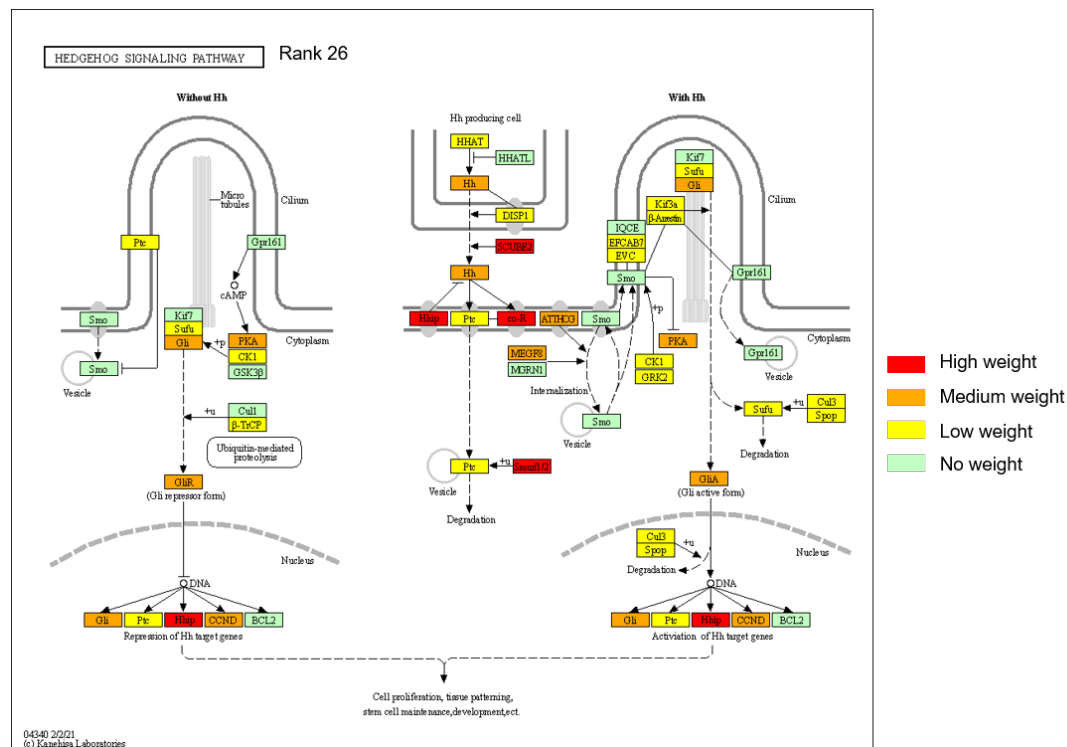 HEDGEHOG SIGNALING PATHWAY
Rank 26
Without Hh
With Hh
Hh producing cell
HHAT
HHATL
Hh
DISP1
SCUBE2
Hh
Hhip
Ptc
co-R
ATTHOG
Smo
Micro
tubules
Cilium
Ptc
Gpr161
cAMP
Smo
Smo
Vesicle
Kif7
Sufu
Gli
+p
PKA
CK1
GSK3β
Cytoplasm
+u
Cul1
β-TrCP
Ubiquitin-mediated
proteolysis
GliR
(Gli repressor form)
Nucleus
DNA
Gli
Ptc
Hhip
CCND
BCL2
Repression of Hh target genes
Kif7
Sufu
Gli
Kif3a
β-Arrestin
Cilium
IQCE
EFCAB7
EVC
Smo
Gpr161
+p
PKA
Cytoplasm
MEGF8
MGRN1
Internalization
CK1
GRK2
Gpr161
Vesicle
Smo
Vesicle
Sufu
+u
Cul3
Spop
Degradation
Ptc
+u
Smurf1/2
Vesicle
Degradation
GliA
(Gli active form)
Cul3
Spop
+u
Degradation
Nucleus
DNA
Gli
Ptc
Hhip
CCND
BCL2
Activiation of Hh target genes
Cell proliferation, tissue patterning,
stem cell maintenance,development,ect.
High weight
Medium weight
Low weight
No weight
04340 2/2/21
(c) Kanehisa Laboratories